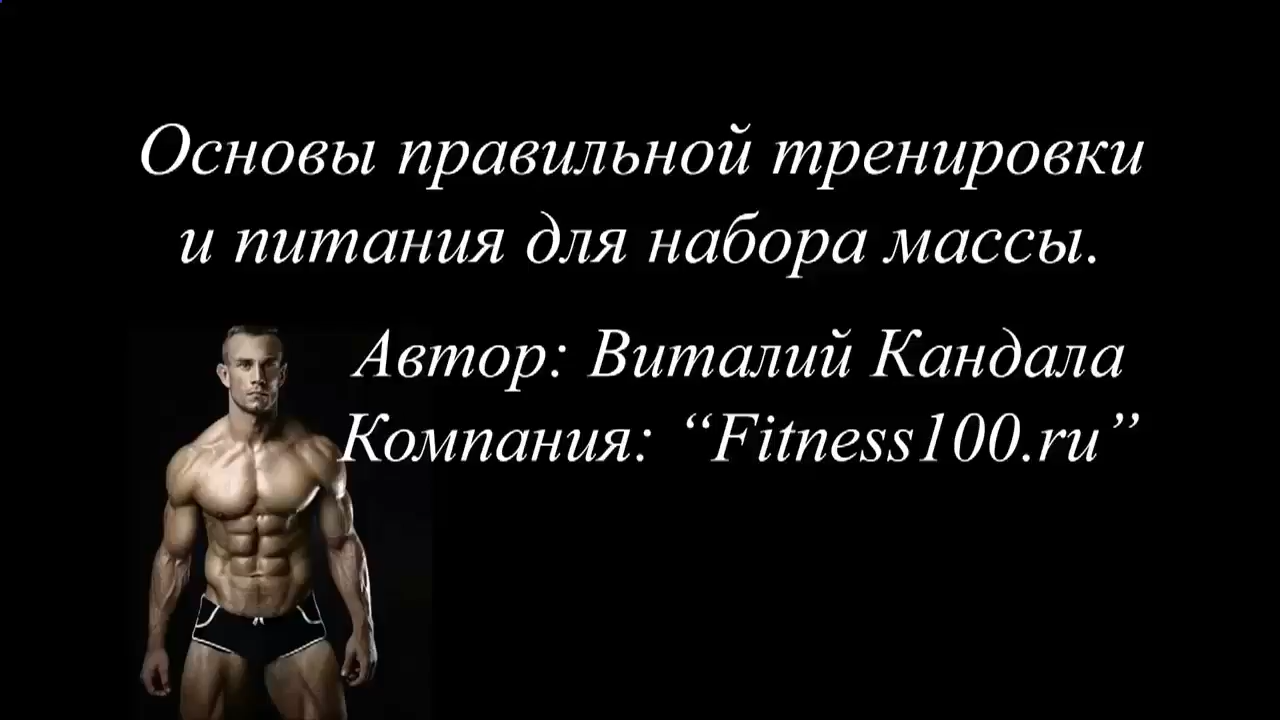 Основы правильной тренировки
и питания для набора массы.
Автор: Виталий Кандала
Компания: “Fitness100.ru”